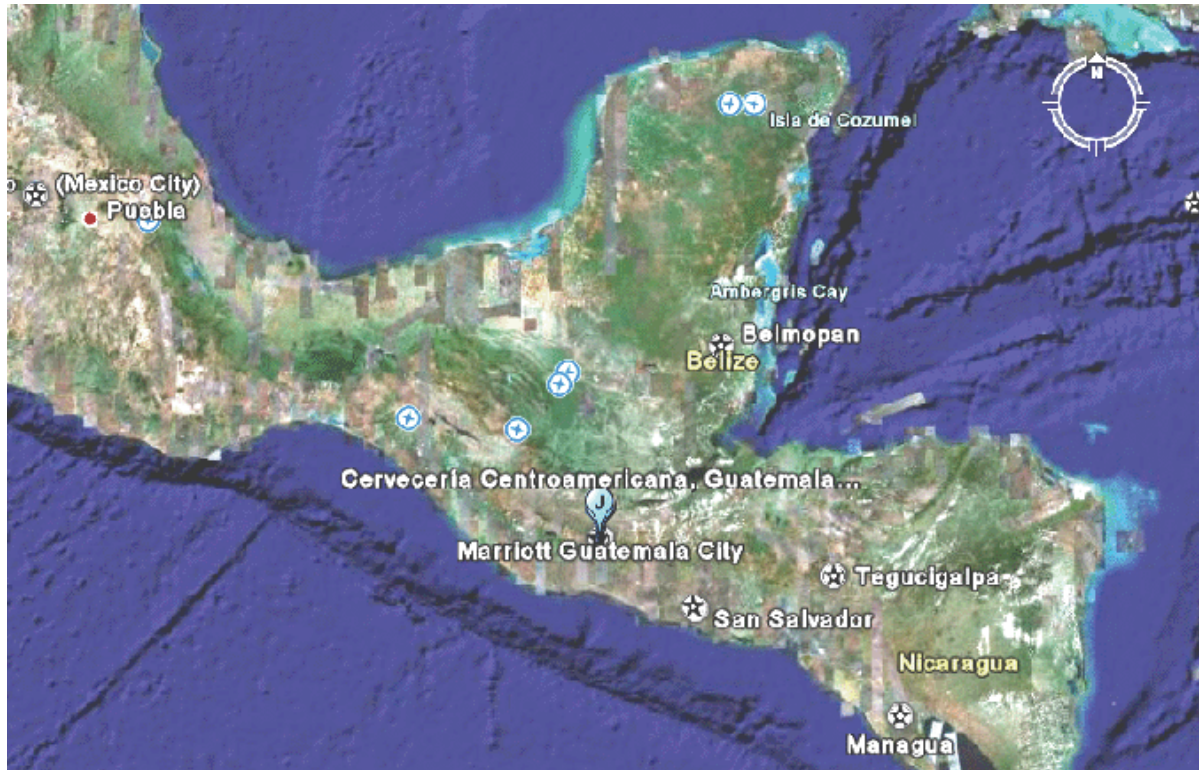 N
Isla de Cozumel
o (Mexico City)
Puebla
Ambergris Cay
Belmopan
Belize
Cervecería Centroamericana, Guatemala...
J
Marriott Guatemala City
Tegucigalpa
San Salvador
Nicaragua
Managua